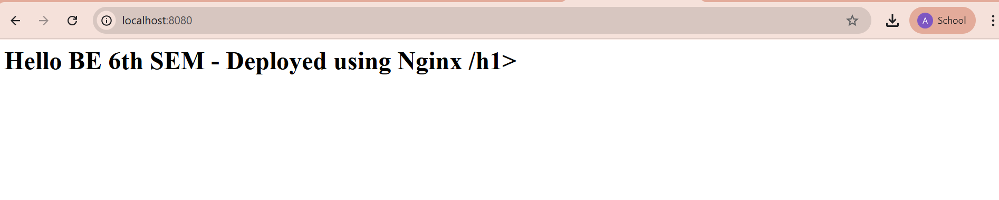 localhost:8080
A School
Hello BE 6th SEM - Deployed using Nginx /h1>